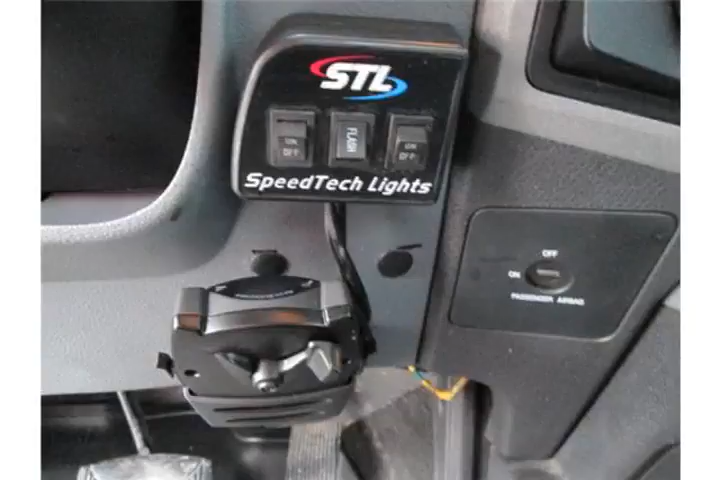 STL
ON
OFF
FLASH
ON
OFF
SpeedTech Lights
OFF
ON
PASSENGER AIRBAG